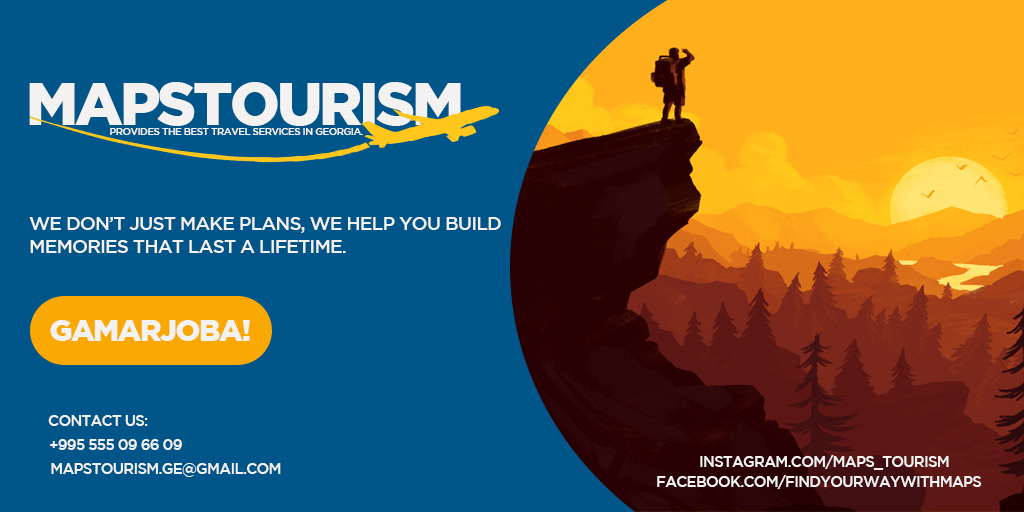 MAPSTOURISM
PROVIDES THE BEST TRAVEL SERVICES IN GEORGIA.
WE DON'T JUST MAKE PLANS, WE HELP YOU BUILD
MEMORIES THAT LAST A LIFETIME.
GAMARJOBA!
CONTACT US:
+995 555 09 66 09
MAPSTOURISM.GE@GMAIL.COM
INSTAGRAM.COM/MAPS_TOURISM
FACEBOOK.COM/FINDYOURWAYWITHMAPS